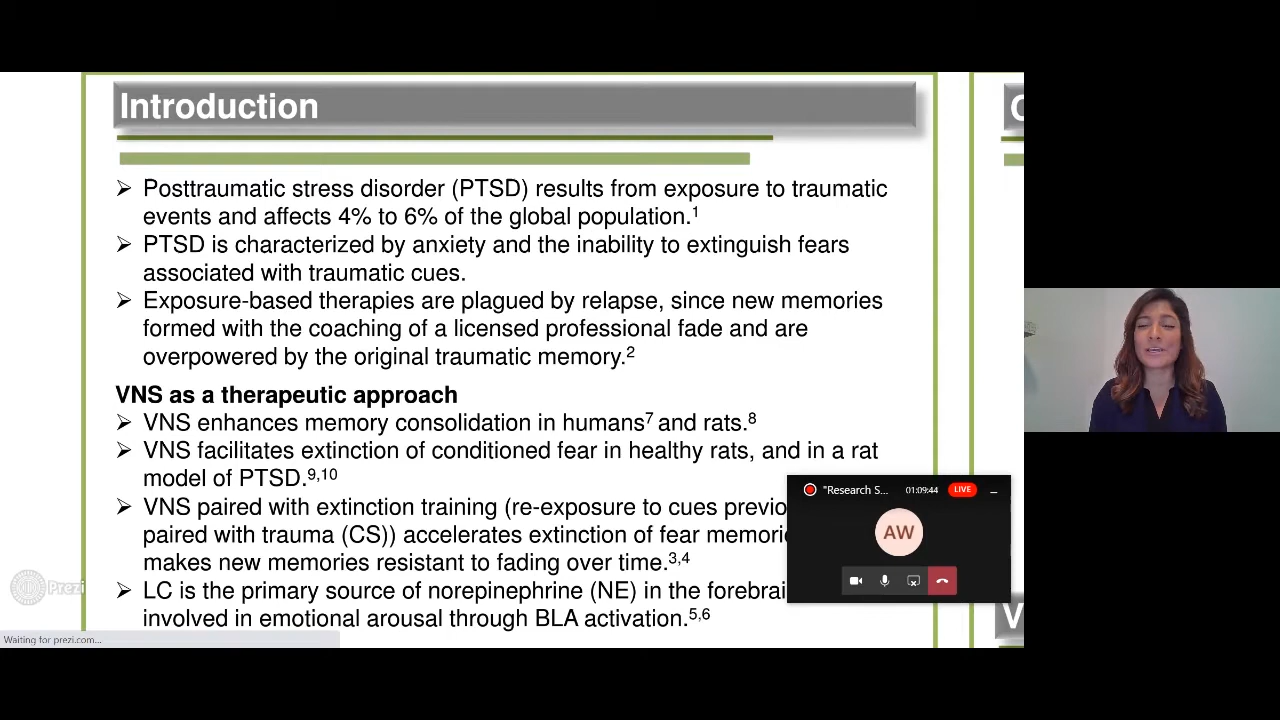 Introduction
➢ Posttraumatic stress disorder (PTSD) results from exposure to traumatic
events and affects 4% to 6% of the global population.1
➢ PTSD is characterized by anxiety and the inability to extinguish fears
associated with traumatic cues.
➢ Exposure-based therapies are plagued by relapse, since new memories
formed with the coaching of a licensed professional fade and are
overpowered by the original traumatic memory.2
VNS as a therapeutic approach
➢ VNS enhances memory consolidation in humans7 and rats.8
➢ VNS facilitates extinction of conditioned fear in healthy rats, and in a rat
model of PTSD.9,10
➢ VNS paired with extinction training (re-exposure to cues
paired with trauma (CS)) accelerates extinction of fear
makes new memories resistant to fading over time.3,4
➢ LC is the primary source of norepinephrine (NE) in the
involved in emotional arousal through BLA activation.5,6
"Research S...
01:09:44
LIVE
AW
Prezi
Waiting for prezi.com...